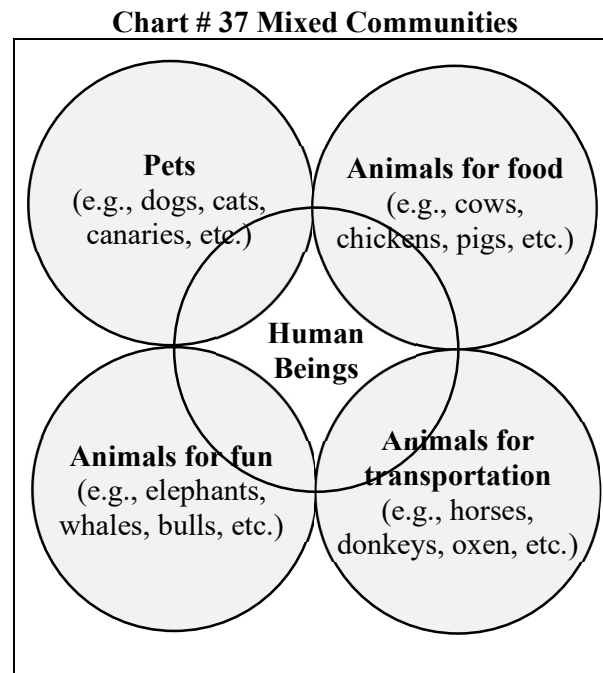 Chart # 37 Mixed Communities
Pets
(e.g., dogs, cats,
canaries, etc.)
Animals for food
(e.g., cows,
chickens, pigs, etc.)
Human
Beings
Animals for fun
(e.g., elephants,
whales, bulls, etc.)
Animals for
transportation
(e.g., horses,
donkeys, oxen, etc.)